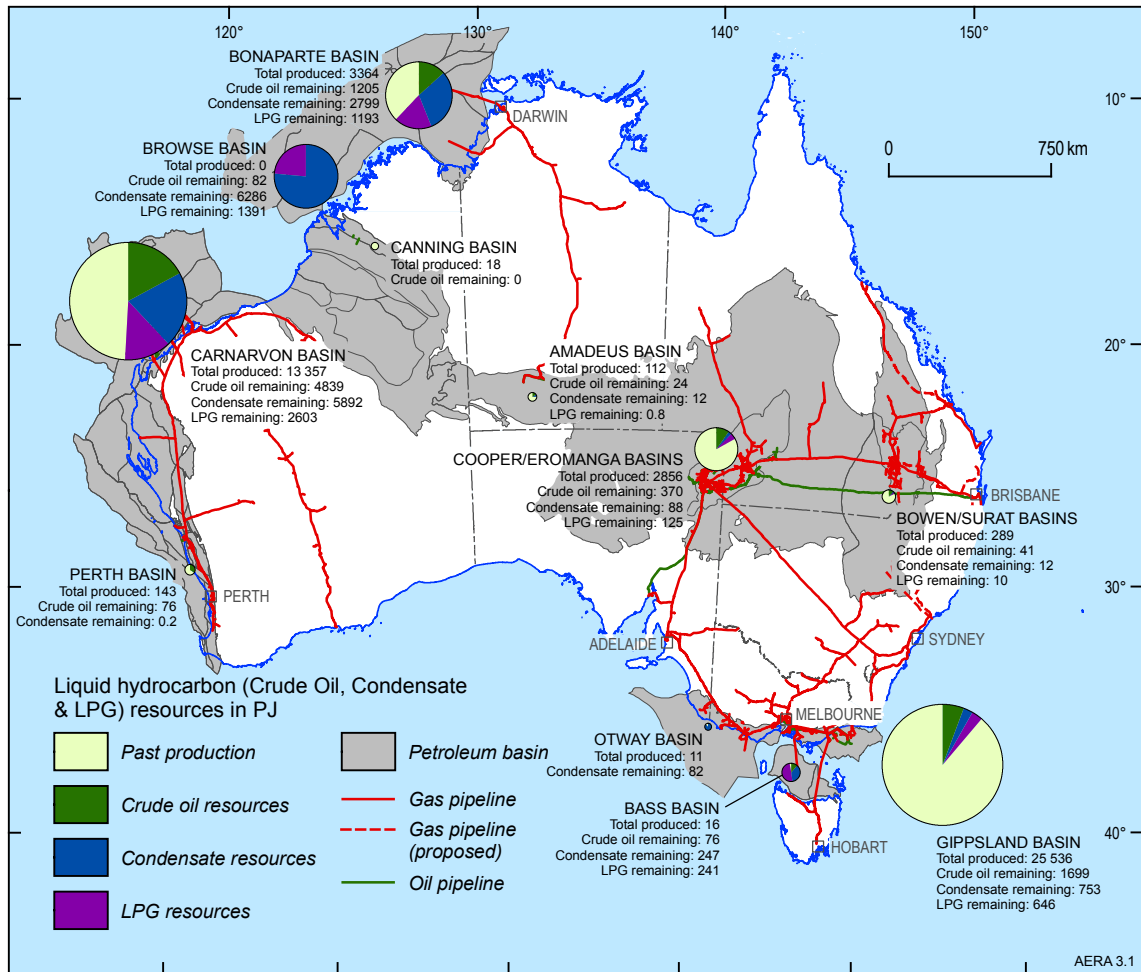 120°
130°
140°
150°
BONAPARTE BASIN
Total produced: 3364
Crude oil remaining: 1205
Condensate remaining: 2799
LPG remaining: 1193
DARWIN
10°
BROWSE BASIN
Total produced: 0
Crude oil remaining: 82
Condensate remaining: 6286
LPG remaining: 1391
0
750 km
CANNING BASIN
Total produced: 18
Crude oil remaining: 0
CARNARVON BASIN
Total produced: 13 357
Crude oil remaining: 4839
Condensate remaining: 5892
LPG remaining: 2603
AMADEUS BASIN
Total produced: 112
Crude oil remaining: 24
Condensate remaining: 12
LPG remaining: 0.8
20°
COOPER/EROMANGA BASINS
Total produced: 2856
Crude oil remaining: 370
Condensate remaining: 88
LPG remaining: 125
BRISBANE
BOWEN/SURAT BASINS
Total produced: 289
Crude oil remaining: 41
Condensate remaining: 12
LPG remaining: 10
PERTH BASIN
Total produced: 143
Crude oil remaining: 76
Condensate remaining: 0.2
PERTH
30°
ADELAIDE
SYDNEY
MELBOURNE
OTWAY BASIN
Total produced: 11
Condensate remaining: 82
BASS BASIN
Total produced: 16
Crude oil remaining: 76
Condensate remaining: 247
LPG remaining: 241
HOBART
GIPPSLAND BASIN
Total produced: 25 536
Crude oil remaining: 1699
Condensate remaining: 753
LPG remaining: 646
40°
Liquid hydrocarbon (Crude Oil, Condensate
& LPG) resources in PJ
Past production
Crude oil resources
Condensate resources
LPG resources
Petroleum basin
Gas pipeline
Gas pipeline
(proposed)
Oil pipeline
AERA 3.1